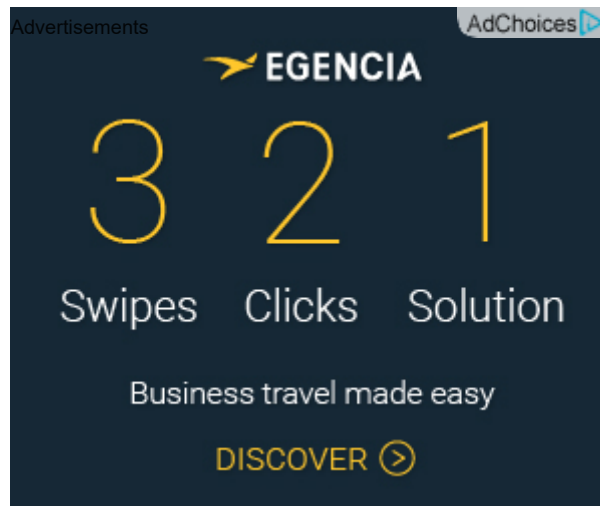 Advertisements
AdChoices
EGENCIA
3 2 1
Swipes Clicks Solution
Business travel made easy
DISCOVER